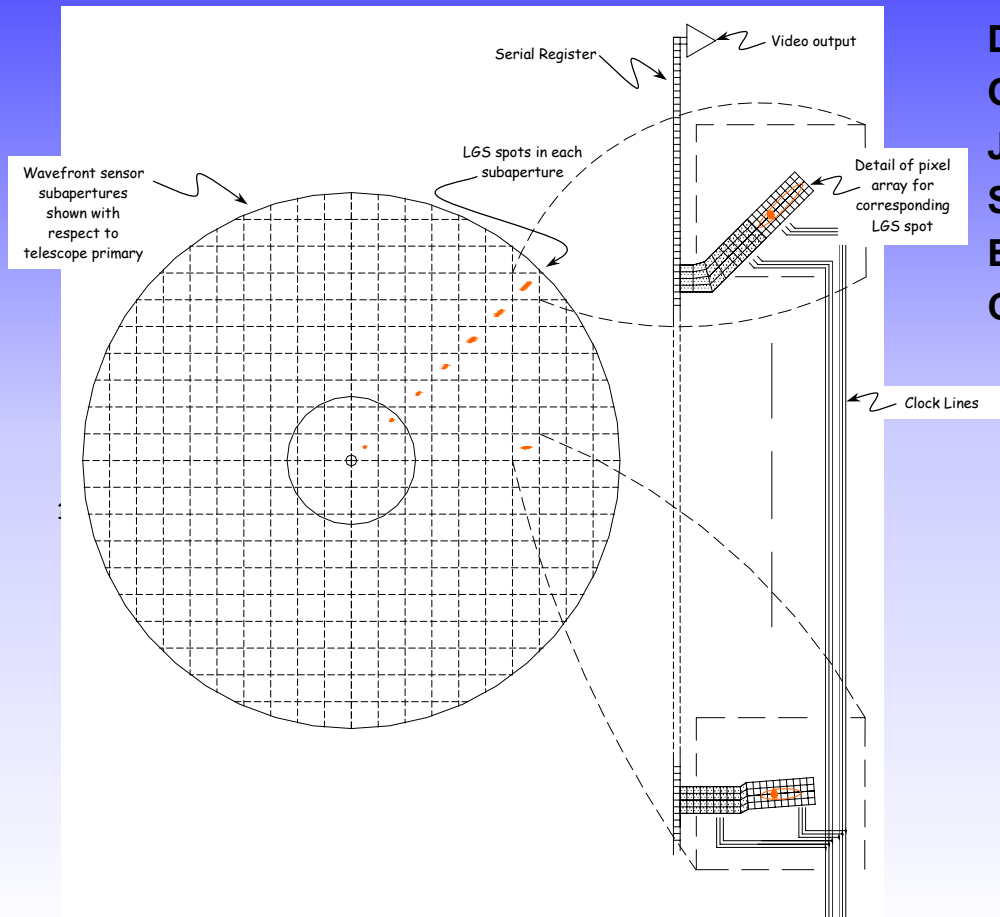 Video output
Serial Register
LGS spots in each
subaperture
Wavefront sensor
subapertures
shown with
respect to
telescope primary
Detail of pixel
array for
corresponding
LGS spot
Clock Lines